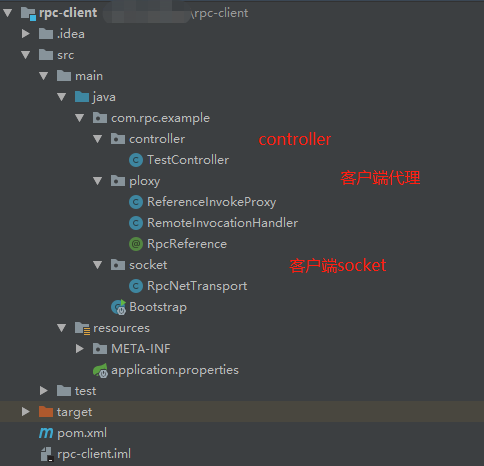 rpc-client \rpc-client
.idea
src
main
java
com.rpc.example
controller controller
TestController
ploxy 客户端代理
ReferenceInvokeProxy
RemoteInvocationHandler
RpcReference
socket 客户端socket
RpcNetTransport
Bootstrap
resources
META-INF
application.properties
test
target
pom.xml
rpc-client.iml